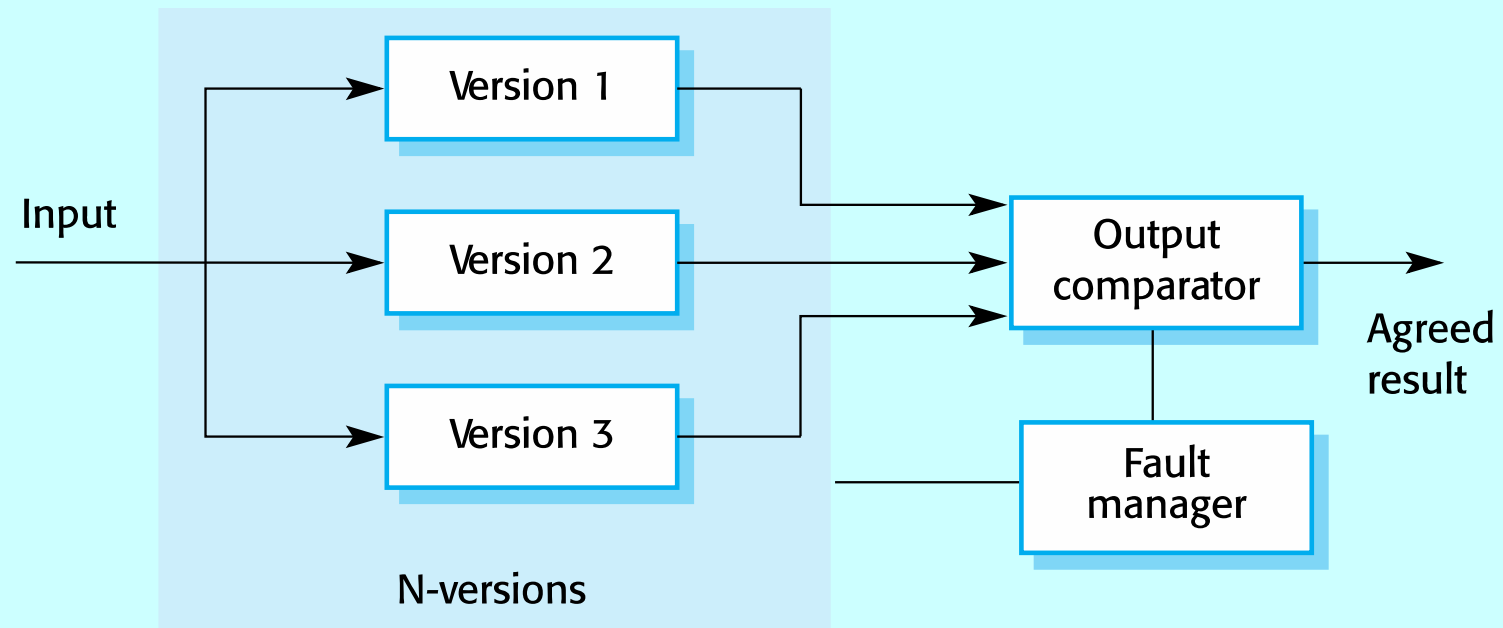 Input
Version 1
Version 2
Version 3
N-versions
Output
comparator
Fault
manager
Agreed
result